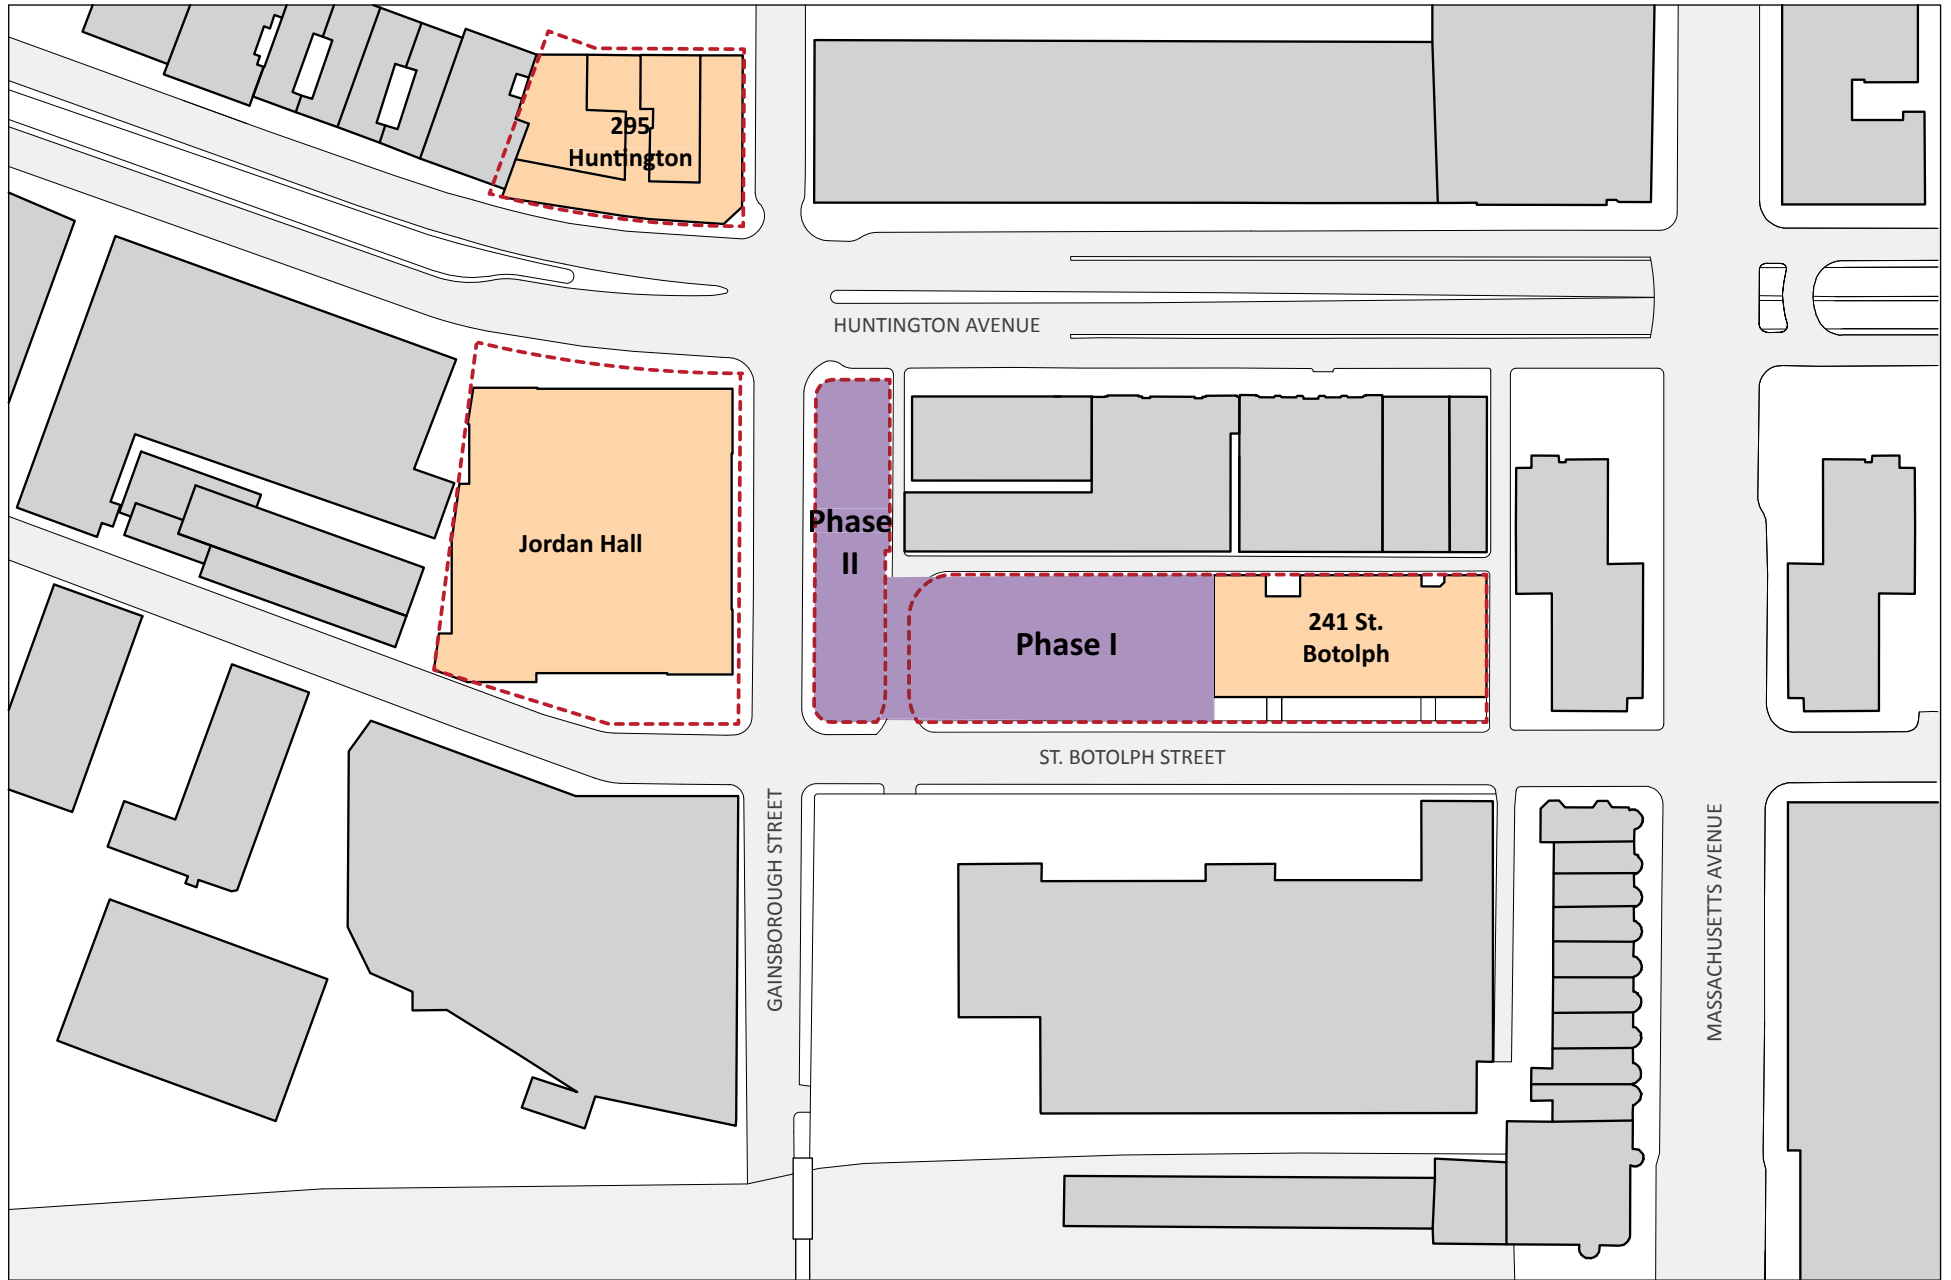 295
Huntington
HUNTINGTON AVENUE
Jordan Hall
Phase
II
Phase I
241 St.
Botolph
ST. BOTOLPH STREET
GAINSBOROUGH STREET
MASSACHUSETTS AVENUE